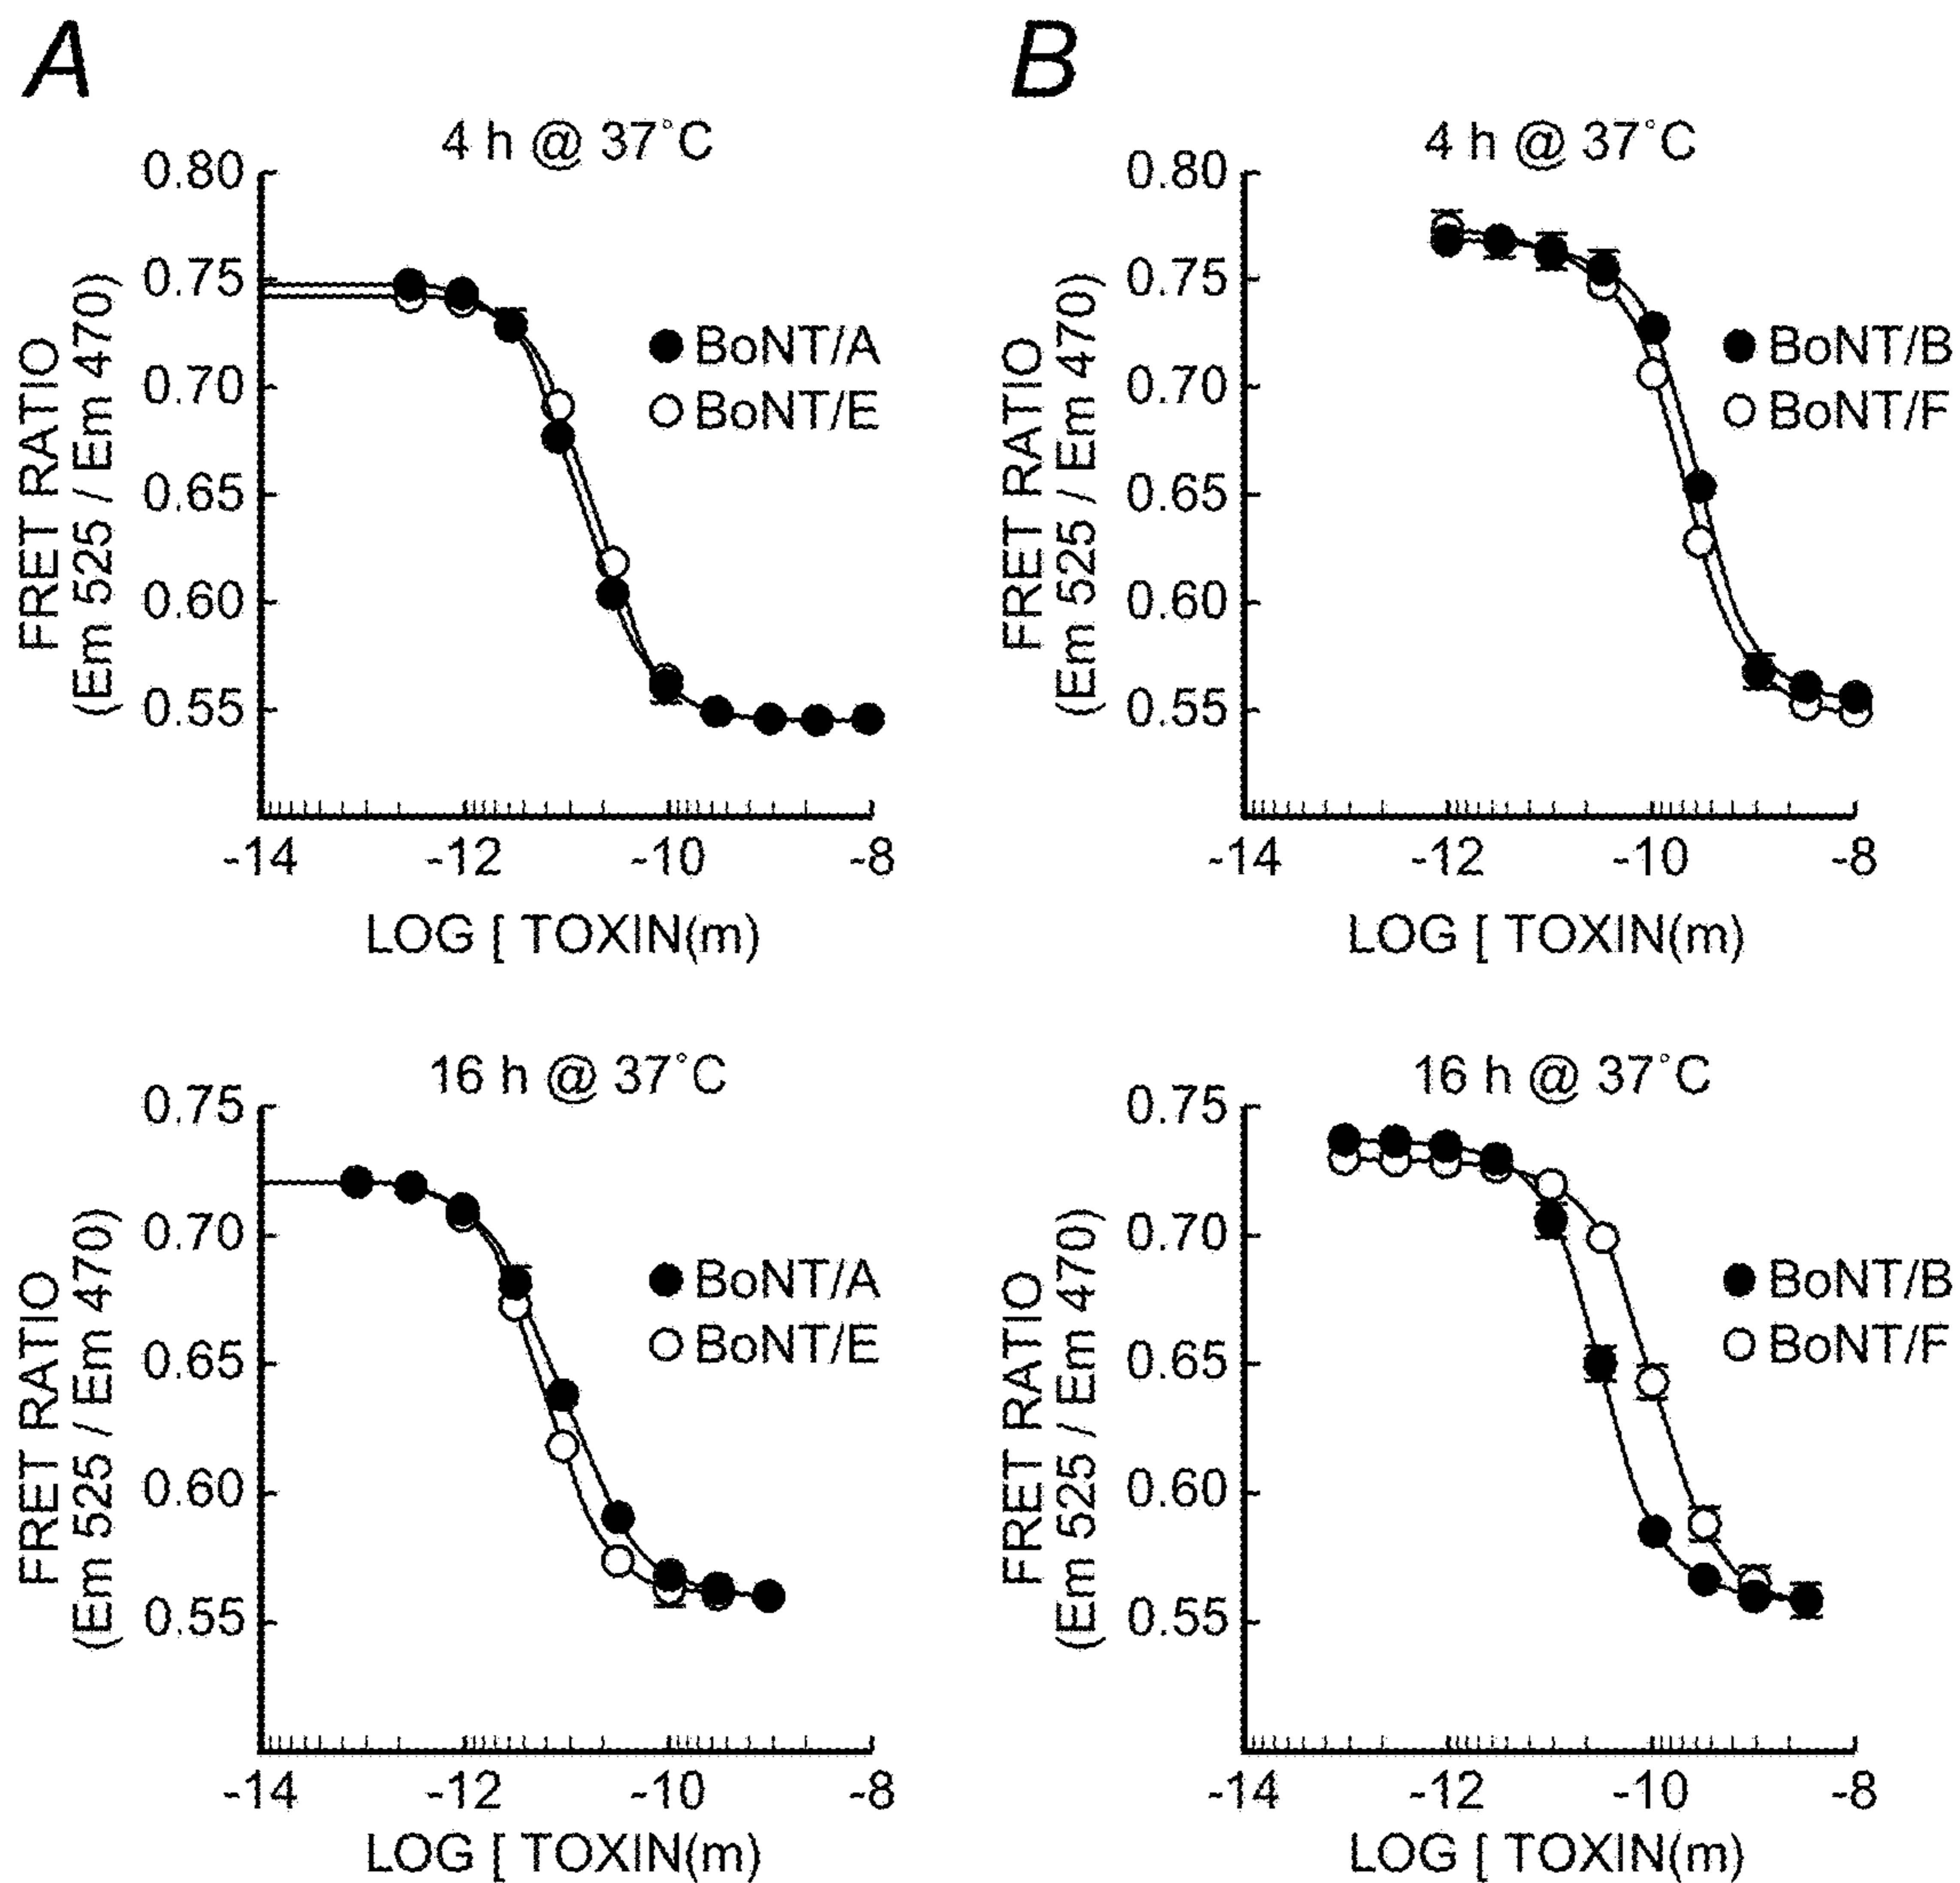 A
4 h @ 37°C
0.80
0.75
0.70
0.65
0.60
0.55
FRET RATIO
(Em 525 / Em 470)
BoNT/A
BoNT/E
-14 -12 -10 -8
LOG [ TOXIN(m)
B
4 h @ 37°C
0.80
0.75
0.70
0.65
0.60
0.55
FRET RATIO
(Em 525 / Em 470)
BoNT/B
BoNT/F
-14 -12 -10 -8
LOG [ TOXIN(m)
16 h @ 37°C
0.75
0.70
0.65
0.60
0.55
FRET RATIO
(Em 525 / Em 470)
BoNT/A
BoNT/E
-14 -12 -10 -8
LOG [ TOXIN(m)
16 h @ 37°C
0.75
0.70
0.65
0.60
0.55
FRET RATIO
(Em 525 / Em 470)
BoNT/B
BoNT/F
-14 -12 -10 -8
LOG [ TOXIN(m)